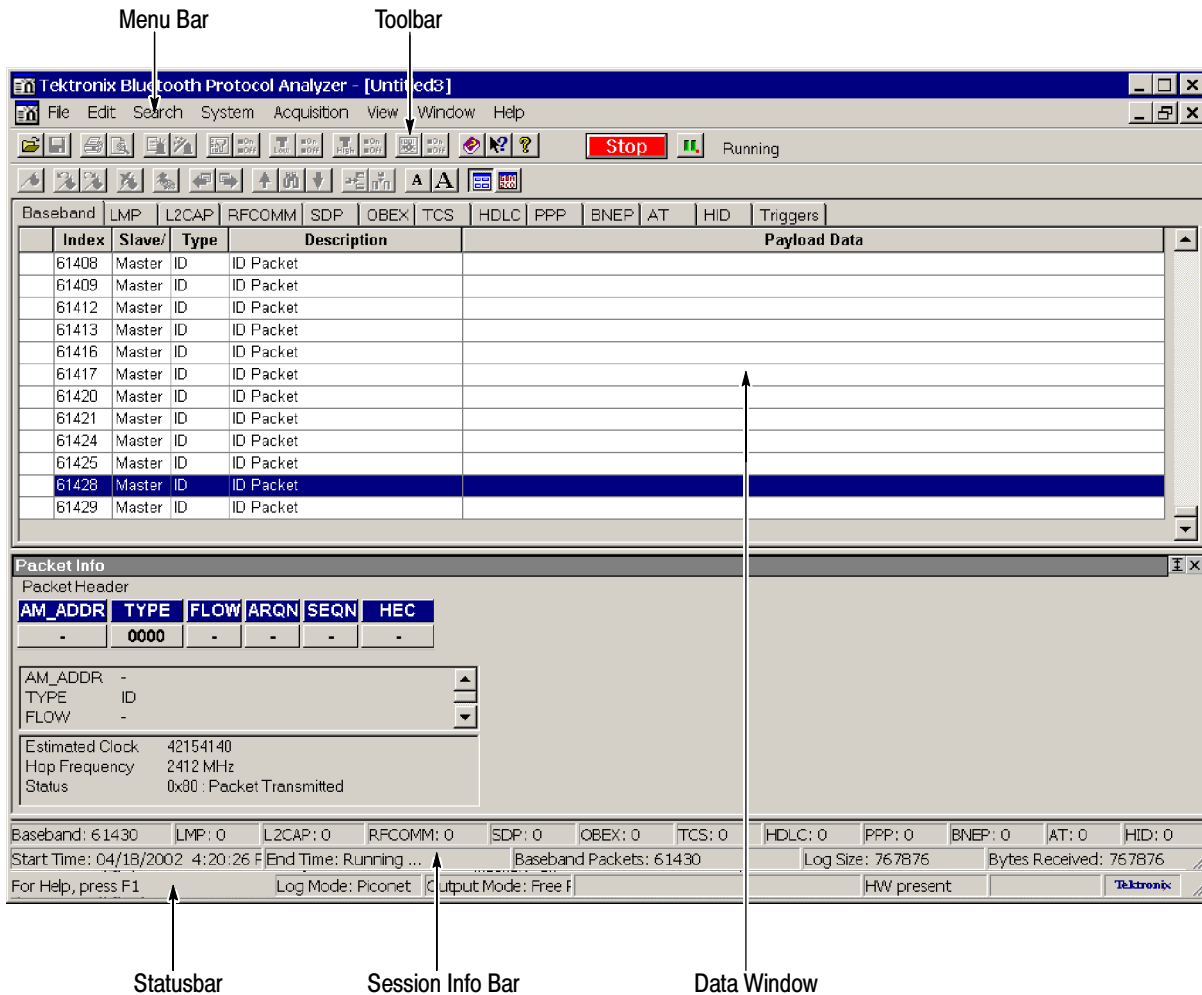 Menu Bar
Toolbar
Tektronix Bluetooth Protocol Analyzer - [Untitled3]
File Edit Search System Acquisition View Window Help
Stop Running
A A
Baseband LMP L2CAP RFCOMM SDP OBEX TCS HDLC PPP BNEP AT HID Triggers
Index Slave/ Type Description Payload Data
61408 Master ID ID Packet
61409 Master ID ID Packet
61412 Master ID ID Packet
61413 Master ID ID Packet
61416 Master ID ID Packet
61417 Master ID ID Packet
61420 Master ID ID Packet
61421 Master ID ID Packet
61424 Master ID ID Packet
61425 Master ID ID Packet
61428 Master ID ID Packet
61429 Master ID ID Packet
Packet Info
Packet Header
AM_ADDR TYPE FLOW ARQN SEQN HEC
- 0000 - - - -
AM_ADDR -
TYPE ID
FLOW -
Estimated Clock 42154140
Hop Frequency 2412 MHz
Status 0x80 : Packet Transmitted
Baseband: 61430 LMP: 0 L2CAP: 0 RFCOMM: 0 SDP: 0 OBEX: 0 TCS: 0 HDLC: 0 PPP: 0 BNEP: 0 AT: 0 HID: 0
Start Time: 04/18/2002 4:20:26 End Time: Running ... Baseband Packets: 61430 Log Size: 767876 Bytes Received: 767876
For Help, press F1 Log Mode: Piconet Output Mode: Free HW present Tektronix
Statusbar
Session Info Bar
Data Window